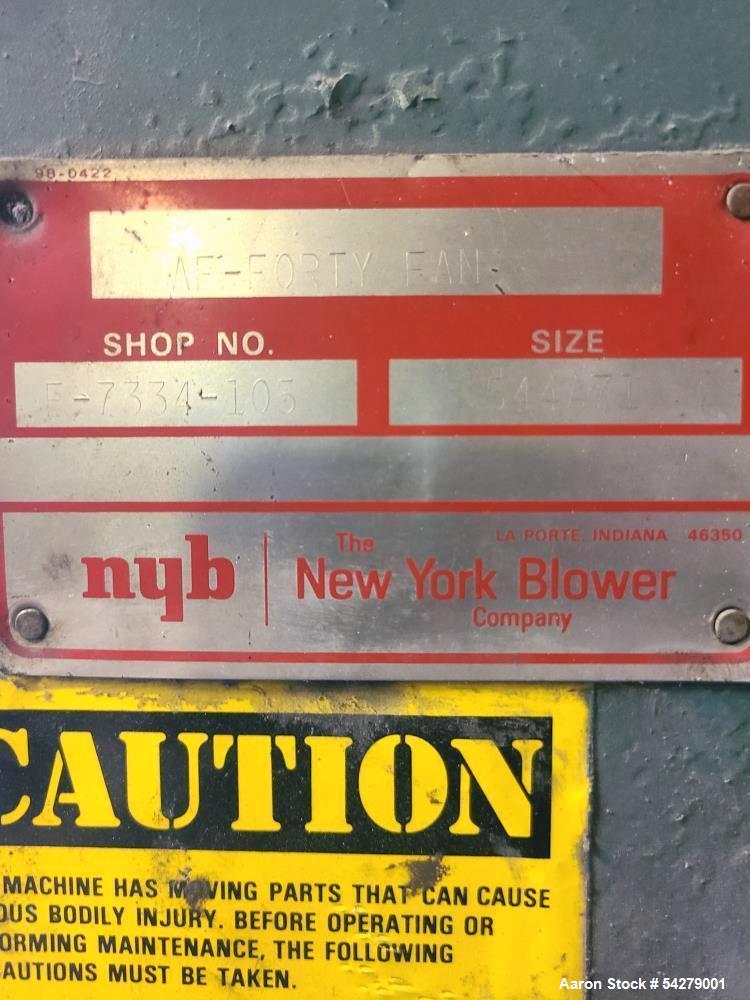 98-0422
AF-FORTY FAN
SHOP NO. SIZE
F-7334-105
LA PORTE, INDIANA 46350
nyb The
New York Blower
Company
CAUTION
MACHINE HAS MOVING PARTS THAT CAN CAUSE
OUS BODILY INJURY. BEFORE OPERATING OR
ORMING MAINTENANCE, THE FOLLOWING
CAUTIONS MUST BE TAKEN.
Aaron Stock # 54279001